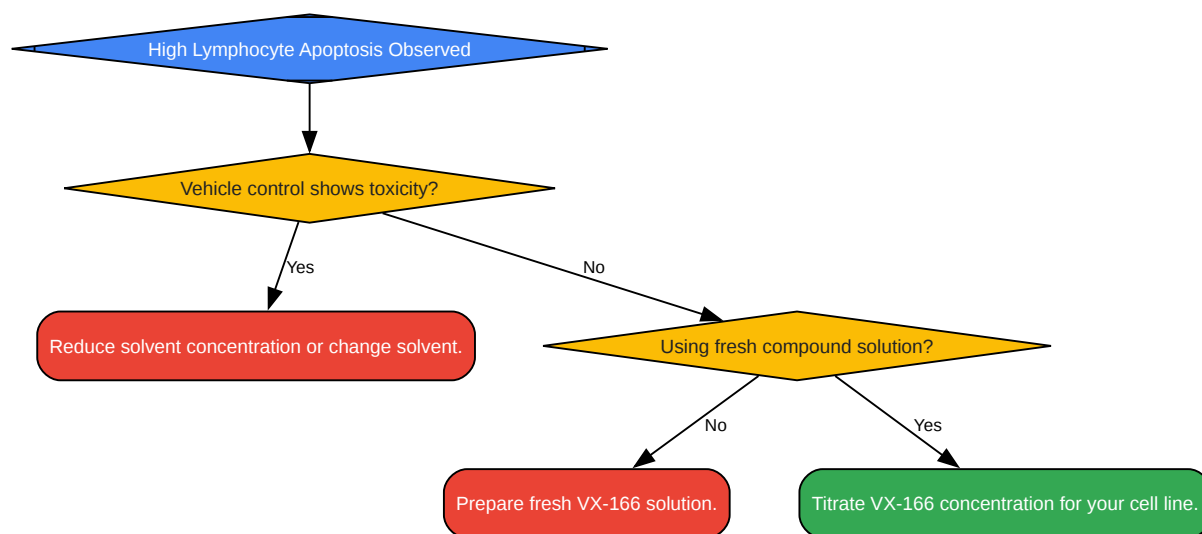 High Lymphocyte Apoptosis Observed
Vehicle control shows toxicity?
Yes
No
Reduce solvent concentration or change solvent.
Using fresh compound solution?
No
Yes
Prepare fresh VX-166 solution.
Titrate VX-166 concentration for your cell line.